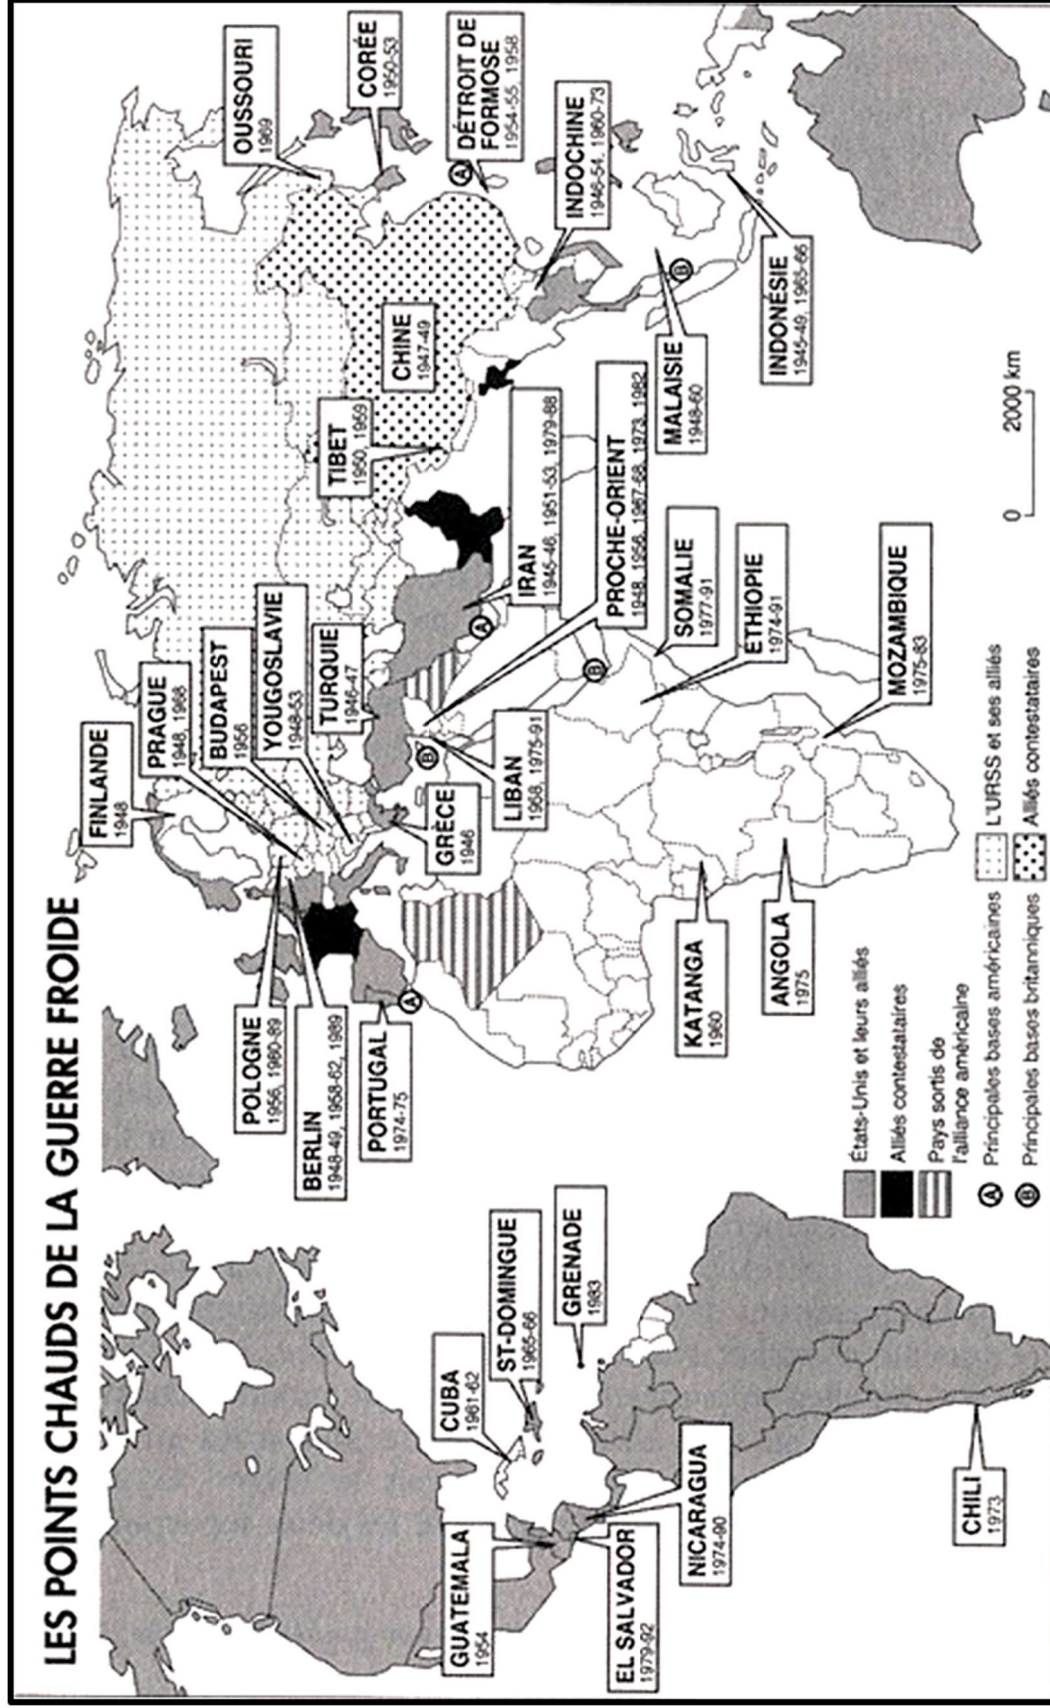 LES POINTS CHAUDS DE LA GUERRE FROIDE
FINLANDE
1948
PRAGUE
1948, 1968
BUDAPEST
1956
YOUGOSLAVIE
1948-53
TURQUIE
1946-47
OUSSOURI
1969
CORÉE
1950-53
DÉTROIT DE
FORMOSE
1954-55, 1958
INDOCHINE
1946-54, 1960-73
CHINE
1947-49
TIBET
1950, 1959
POLOGNE
1956, 1980-89
BERLIN
1948-49, 1958-62, 1989
PORTUGAL
1974-75
GRÈCE
1946
LIBAN
1958, 1975-91
IRAN
1945-46, 1951-53, 1979-88
PROCHE-ORIENT
1948, 1956, 1967-68, 1973, 1982
MALAISIE
1948-60
INDONÉSIE
1945-49, 1965-66
SOMALIE
1977-91
ÉTHIOPIE
1974-91
MOZAMBIQUE
1975-83
KATANGA
1960
ANGOLA
1975
CUBA
1961-62
ST-DOMINGUE
1965-66
GRENADE
1983
GUATEMALA
1954
EL SALVADOR
1979-92
NICARAGUA
1974-90
CHILI
1973
A
A
A
B
B
B
0 2000 km
États-Unis et leurs alliés
Alliés contestataires
Pays sortis de
l'alliance américaine
A Principales bases américaines
B Principales bases britanniques
L'URSS et ses alliés
Alliés contestataires